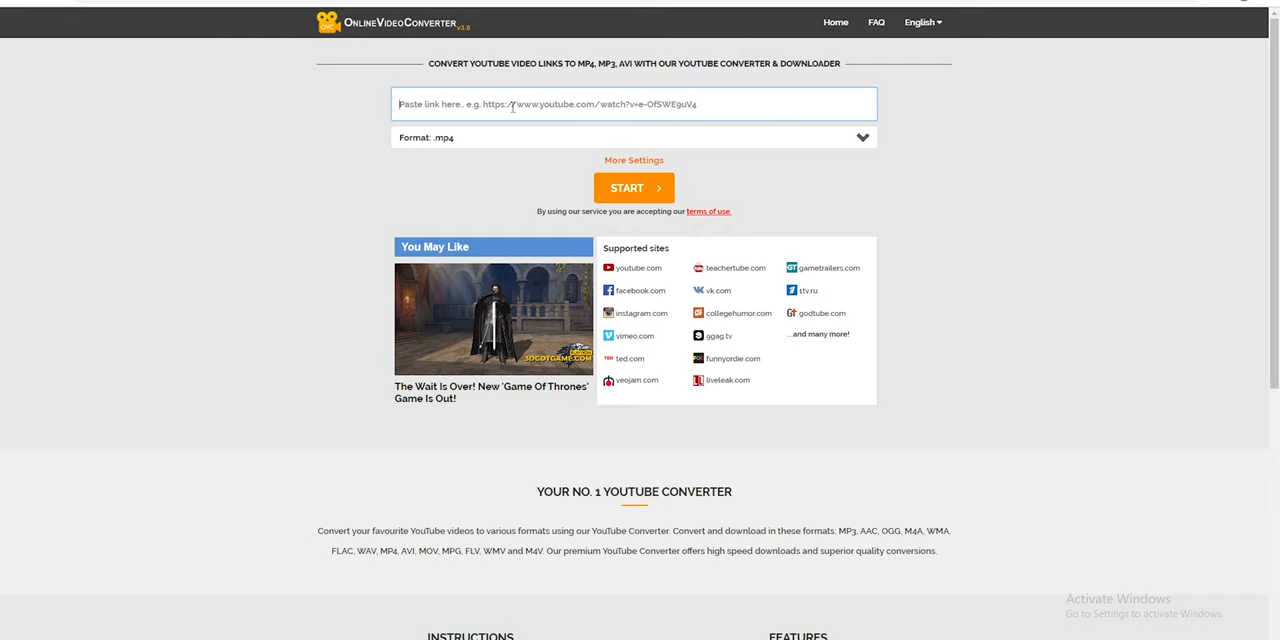 ONLINEVIDEOCONVERTER v3.0
Home FAQ English
CONVERT YOUTUBE VIDEO LINKS TO MP4, MP3, AVI WITH OUR YOUTUBE CONVERTER & DOWNLOADER
Paste link here.. e.g. https://www.youtube.com/watch?v=e-OfSWE9uV4
Format: .mp4
More Settings
START
By using our service you are accepting our terms of use.
You May Like
3DGOTGAME.COM
The Wait Is Over! New 'Game Of Thrones'
Game Is Out!
Supported sites
youtube.com teachertube.com gametrailers.com
facebook.com vk.com 1tv.ru
instagram.com collegehumor.com godtube.com
vimeo.com 9gag.tv ...and many more!
ted.com funnyordie.com
veojam.com liveleak.com
YOUR NO. 1 YOUTUBE CONVERTER
Convert your favourite YouTube videos to various formats using our YouTube Converter. Convert and download in these formats: MP3, AAC, OGG, M4A, WMA,
FLAC, WAV, MP4, AVI, MOV, MPG, FLV, WMV and M4V. Our premium YouTube Converter offers high speed downloads and superior quality conversions.
Activate Windows
Go to Settings to activate Windows.
INSTRUCTIONS FEATURES